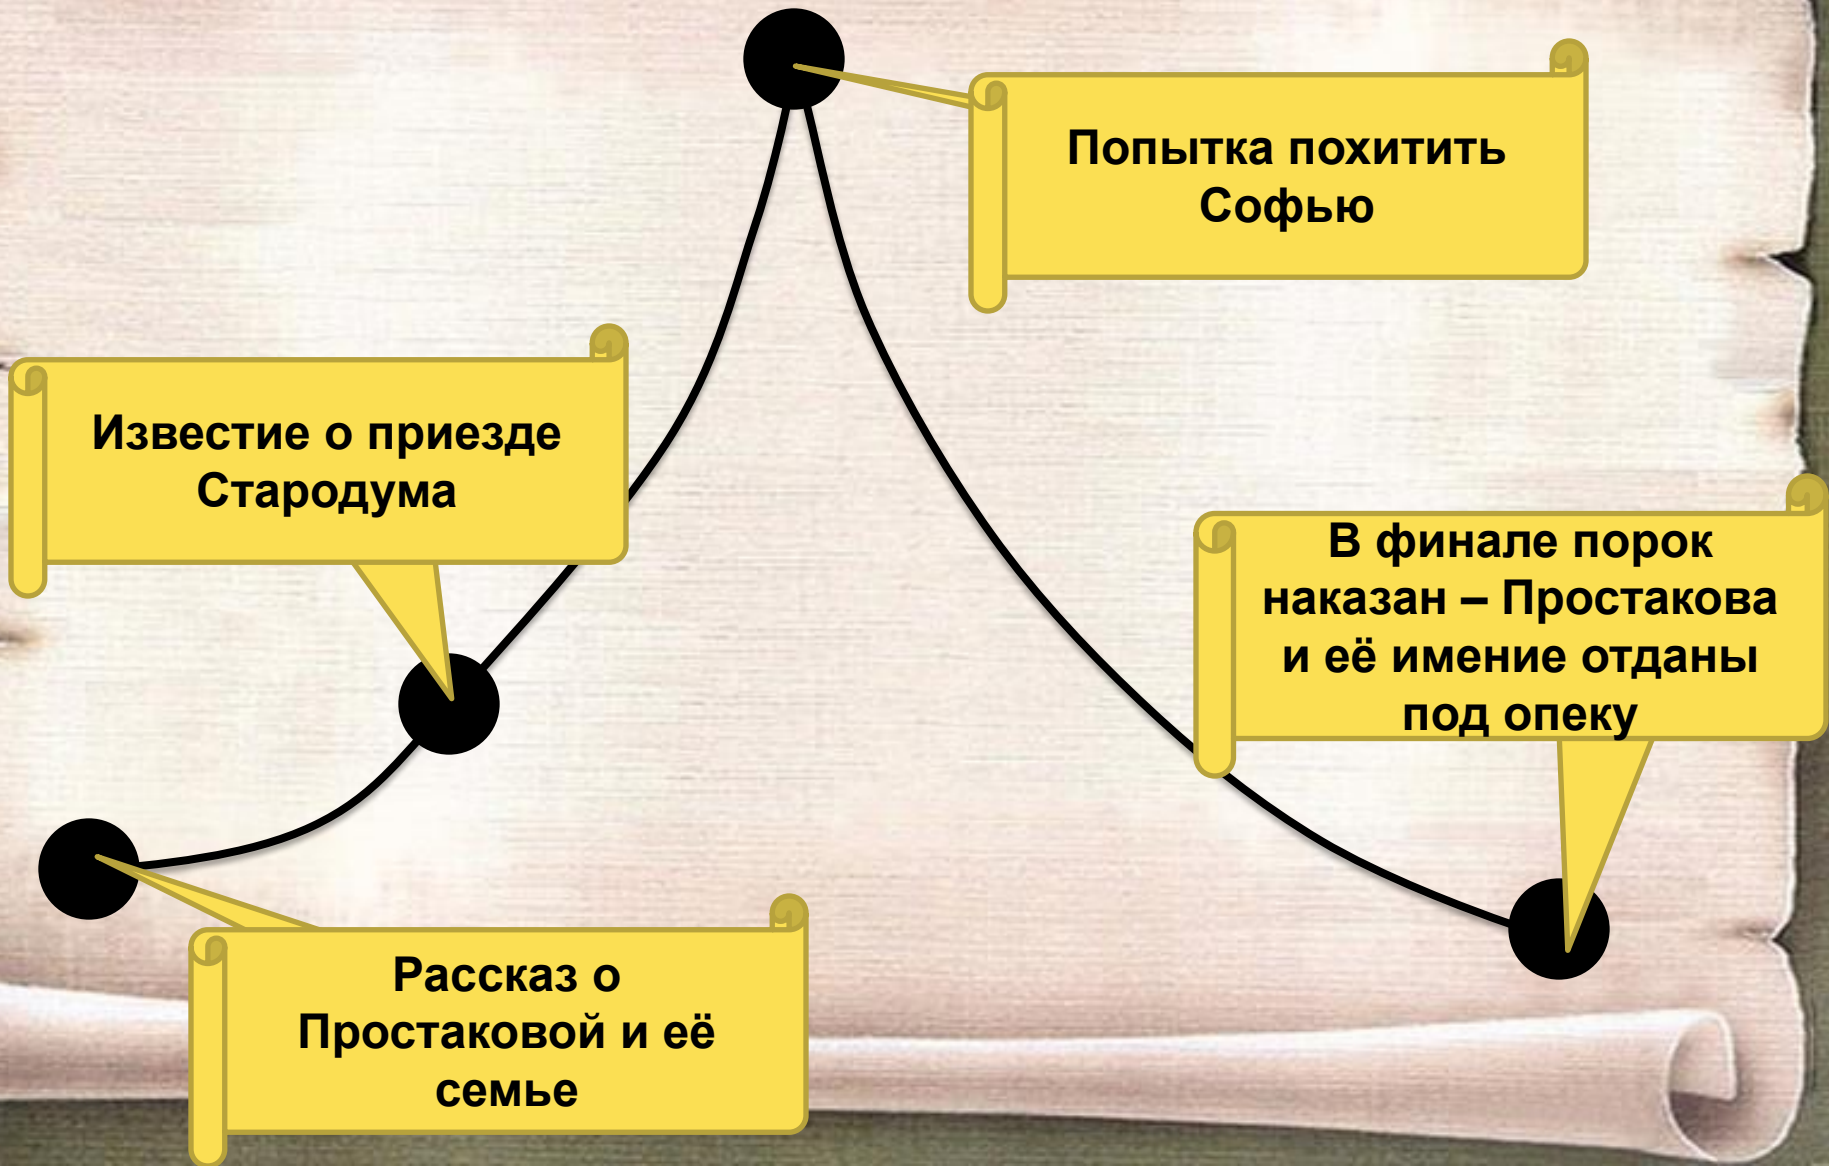 Попытка похитить
Софью
Известие о приезде
Стародума
В финале порок
наказан – Простакова
и её имение отданы
под опеку
Рассказ о
Простаковой и её
семье